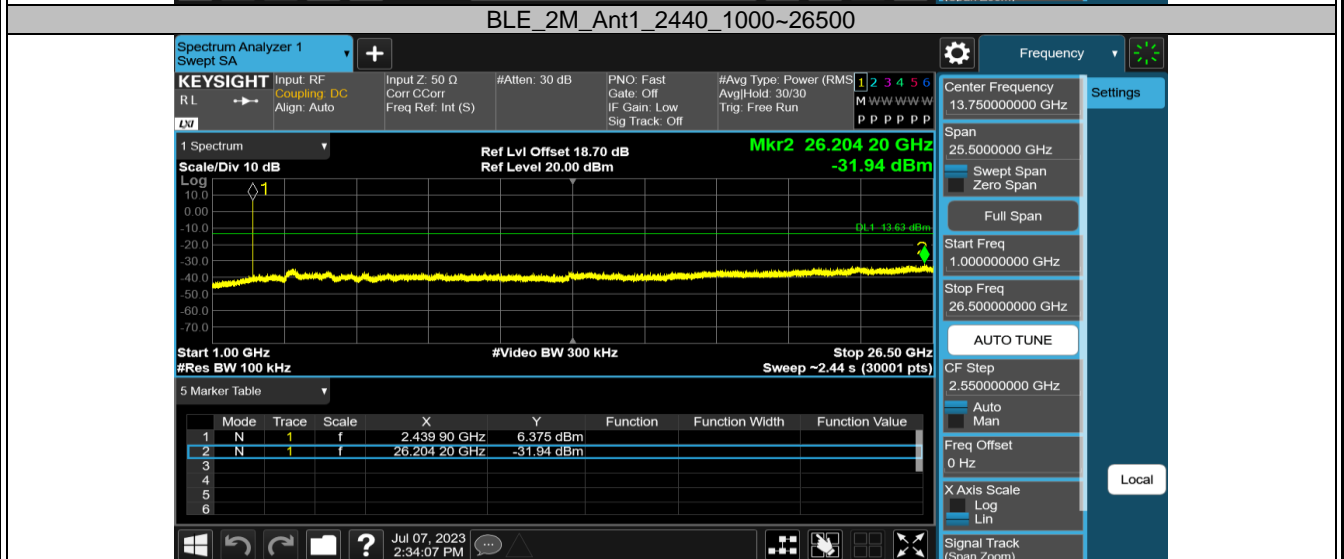 (Span Zoom)
BLE_2M_Ant1_2440_1000~26500
Spectrum Analyzer 1
Swept SA
+
Frequency
KEYSIGHT
RL
LXI
Input: RF
Coupling: DC
Align: Auto
Input Z: 50 Ω
Corr CCorr
Freq Ref: Int (S)
#Atten: 30 dB
PNO: Fast
Gate: Off
IF Gain: Low
Sig Track: Off
#Avg Type: Power (RMS
Avg|Hold: 30/30
Trig: Free Run
1 2 3 4 5 6
M W W W W W
P P P P P P
1 Spectrum
Scale/Div 10 dB
Ref Lvl Offset 18.70 dB
Ref Level 20.00 dBm
Mkr2 26.204 20 GHz
-31.94 dBm
Log
10.0
0.00
-10.0
-20.0
-30.0
-40.0
-50.0
-60.0
-70.0
1
DL1 -13.63 dBm
2
Start 1.00 GHz
#Res BW 100 kHz
#Video BW 300 kHz
Stop 26.50 GHz
Sweep ~2.44 s (30001 pts)
5 Marker Table
Mode Trace Scale X Y Function Function Width Function Value
1 N 1 f 2.439 90 GHz 6.375 dBm
2 N 1 f 26.204 20 GHz -31.94 dBm
3
4
5
6
?
Jul 07, 2023
2:34:07 PM
Center Frequency
13.750000000 GHz
Settings
Span
25.5000000 GHz
Swept Span
Zero Span
Full Span
Start Freq
1.000000000 GHz
Stop Freq
26.500000000 GHz
AUTO TUNE
CF Step
2.550000000 GHz
Auto
Man
Freq Offset
0 Hz
Local
X Axis Scale
Log
Lin
Signal Track
(Span Zoom)